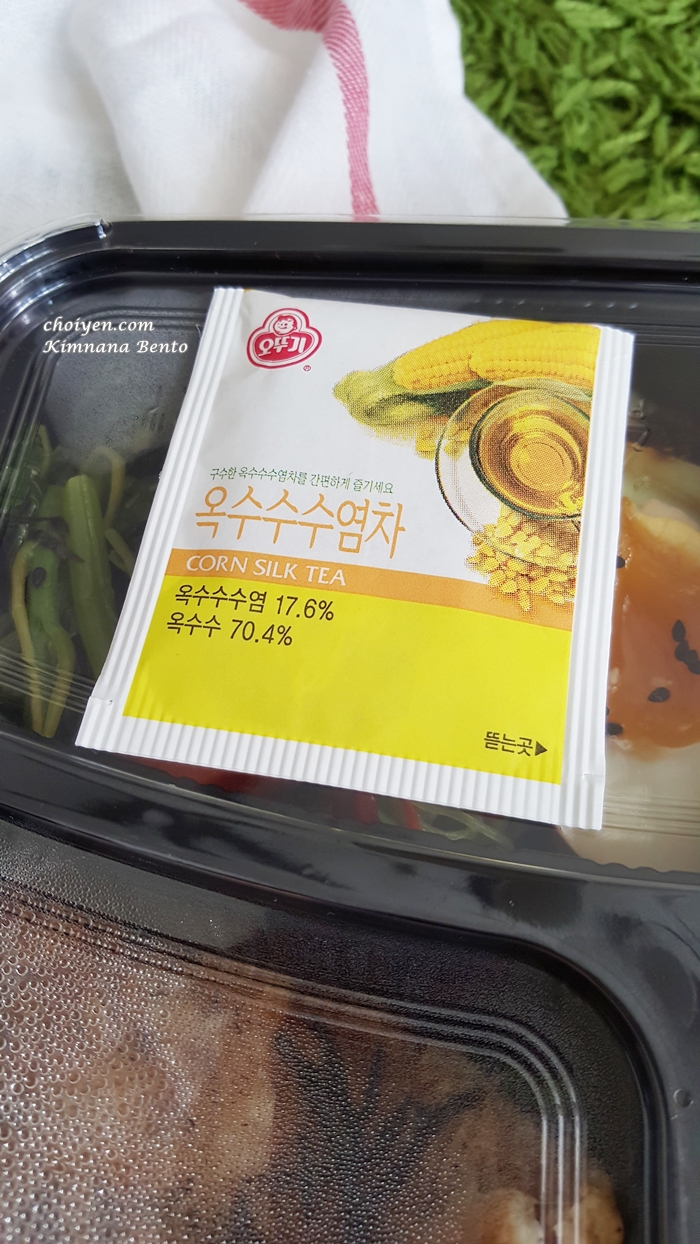 choiyen.com
Kimnana Bento
오뚜기
®
구수한 옥수수수염차를 간편하게 즐기세요
옥수수수염차
CORN SILK TEA
옥수수수염 17.6%
옥수수 70.4%
뜯는곳▶